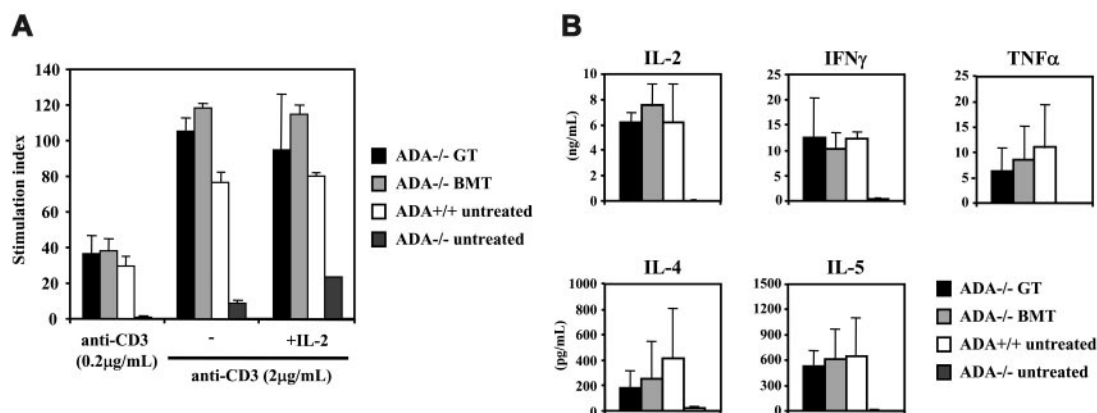 A
Stimulation index
140
120
100
80
60
40
20
0
anti-CD3
(0.2μg/mL)
-
+IL-2
anti-CD3 (2μg/mL)
ADA-/- GT
ADA-/- BMT
ADA+/+ untreated
ADA-/- untreated
B
IL-2
(ng/mL)
10
8
6
4
2
0
IFNγ
25
20
15
10
5
0
TNFα
25
20
15
10
5
0
IL-4
(pg/mL)
1000
800
600
400
200
0
IL-5
1500
1200
900
600
300
0
ADA-/- GT
ADA-/- BMT
ADA+/+ untreated
ADA-/- untreated